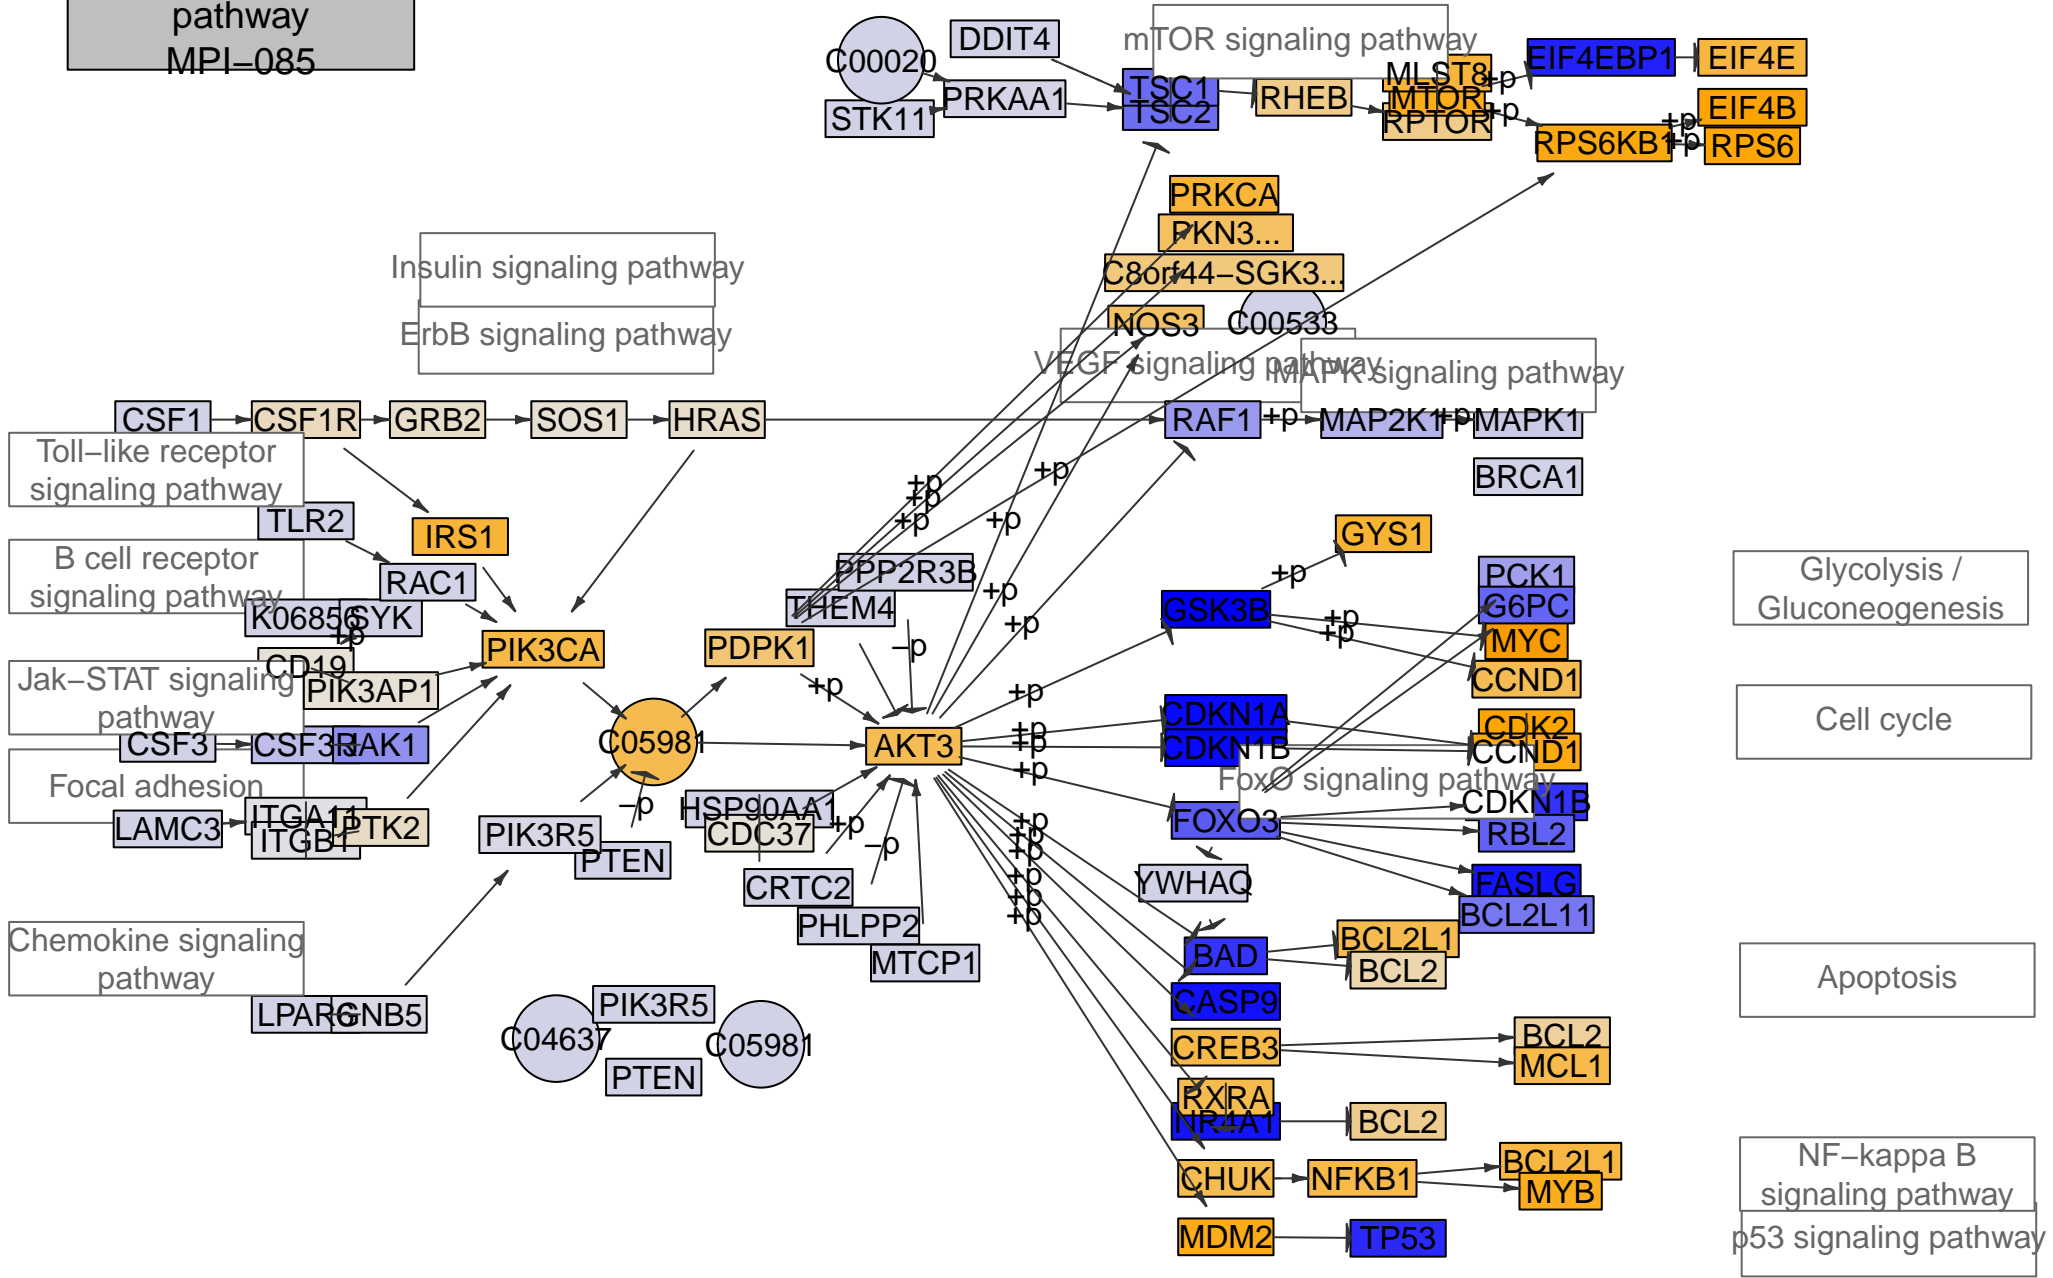 pathway
MPI−085
C00020
DDIT4
STK11
PRKAA1
TSC1
TSC2
mTOR signaling pathway
RHEB
MLST8
MTOR
RPTOR
+p
+p
EIF4EBP1
EIF4E
RPS6KB1
+p
+p
EIF4B
RPS6
PRKCA
PKN3...
C8orf44−SGK3...
NOS3
C00533
Insulin signaling pathway
ErbB signaling pathway
VEGF signaling pathway
MAPK signaling pathway
CSF1
CSF1R
GRB2
SOS1
HRAS
RAF1
+p
MAP2K1
+p
MAPK1
BRCA1
Toll−like receptor
signaling pathway
TLR2
IRS1
B cell receptor
signaling pathway
RAC1
K06856
SYK
+p
CD19
PIK3AP1
PIK3CA
Jak−STAT signaling
pathway
CSF3
CSF3R
JAK1
Focal adhesion
LAMC3
ITGA11
ITGB1
PTK2
Chemokine signaling
pathway
LPAR6
GNB5
+p
+p
+p
+p
+p
+p
+p
PPP2R3B
THEM4
−p
PDPK1
+p
C05981
AKT3
−p
PIK3R5
PTEN
HSP90AA1
CDC37
+p
−p
CRTC2
PHLPP2
MTCP1
C04637
PIK3R5
PTEN
C05981
+p
+p
+p
+p
+p
+p
+p
+p
+p
+p
GYS1
+p
GSK3B
+p
+p
PCK1
G6PC
MYC
CCND1
Glycolysis /
Gluconeogenesis
CDKN1A
CDKN1B
CDK2
CCND1
Cell cycle
FoxO signaling pathway
FOXO3
CDKN1B
RBL2
FASLG
BCL2L11
YWHAQ
BAD
BCL2L1
BCL2
Apoptosis
CASP9
CREB3
BCL2
MCL1
RXRA
NR4A1
BCL2
CHUK
NFKB1
BCL2L1
MYB
NF−kappa B
signaling pathway
MDM2
TP53
p53 signaling pathway